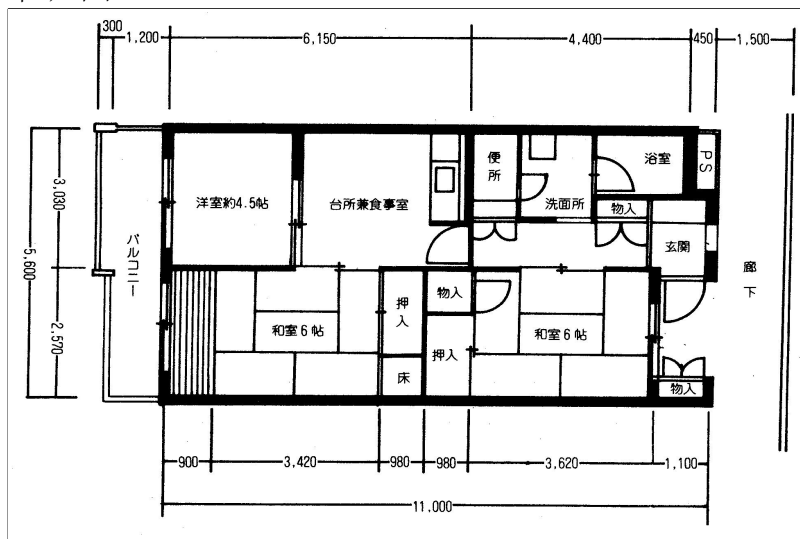 300
1,200
6,150
4,400
450
1,500
便所
浴室
PS
洋室約4.5帖
台所兼食事室
洗面所
物入
3,030
バルコニー
玄関
5,600
廊下
物入
押入
和室6帖
和室6帖
2,570
押入
床
物入
900
3,420
980
980
3,620
1,100
11.000